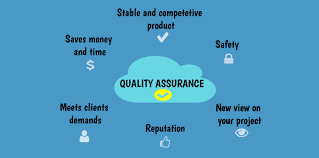 Stable and competetive
product
Saves money
and time
Safety
$
QUALITY ASSURANCE
Meets clients
demands
New view on
your project
Reputation